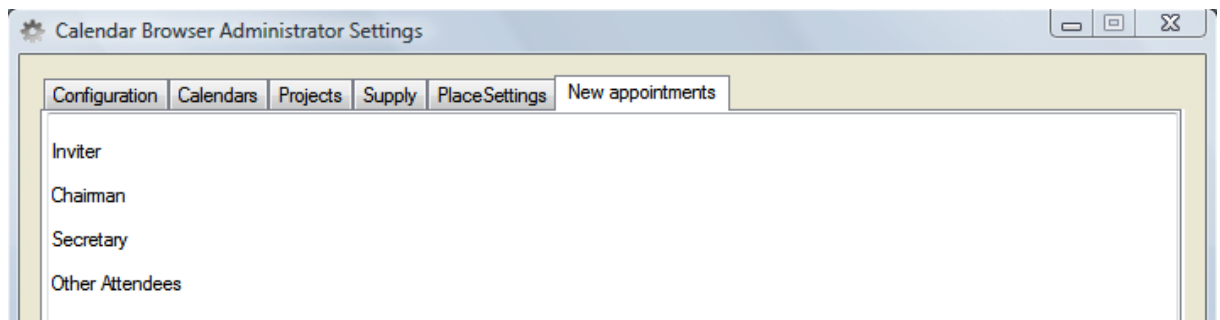 Calendar Browser Administrator Settings
Configuration Calendars Projects Supply PlaceSettings New appointments
Inviter
Chairman
Secretary
Other Attendees